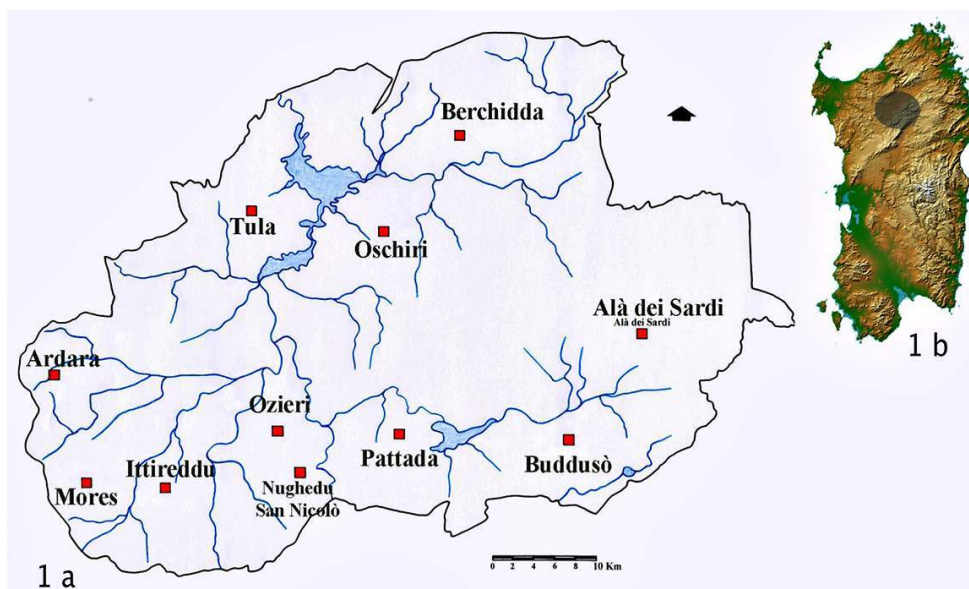 Berchidda
Tula
Oschiri
Alà dei Sardi
Alà dei Sardi
1 b
Ardara
Ozieri
Pattada
Buddusò
Ittireddu
Mores
Nughedu
San Nicolò
0 2 4 6 8 10 Km
1 a